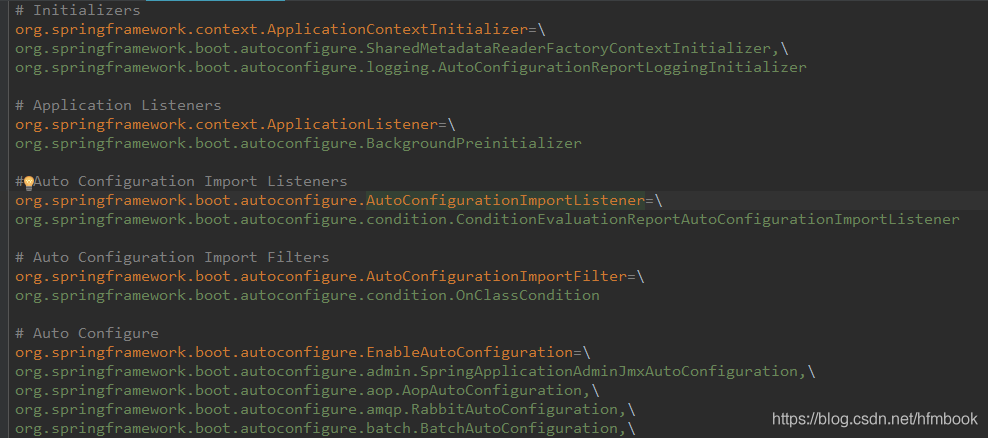 # Initializers
org.springframework.context.ApplicationContextInitializer=\
org.springframework.boot.autoconfigure.SharedMetadataReaderFactoryContextInitializer,\
org.springframework.boot.autoconfigure.logging.AutoConfigurationReportLoggingInitializer
# Application Listeners
org.springframework.context.ApplicationListener=\
org.springframework.boot.autoconfigure.BackgroundPreinitializer
# Auto Configuration Import Listeners
org.springframework.boot.autoconfigure.AutoConfigurationImportListener=\
org.springframework.boot.autoconfigure.condition.ConditionEvaluationReportAutoConfigurationImportListener
# Auto Configuration Import Filters
org.springframework.boot.autoconfigure.AutoConfigurationImportFilter=\
org.springframework.boot.autoconfigure.condition.OnClassCondition
# Auto Configure
org.springframework.boot.autoconfigure.EnableAutoConfiguration=\
org.springframework.boot.autoconfigure.admin.SpringApplicationAdminJmxAutoConfiguration,\
org.springframework.boot.autoconfigure.aop.AopAutoConfiguration,\
org.springframework.boot.autoconfigure.amqp.RabbitAutoConfiguration,\
org.springframework.boot.autoconfigure.batch.BatchAutoConfiguration,\
https://blog.csdn.net/hfmbook